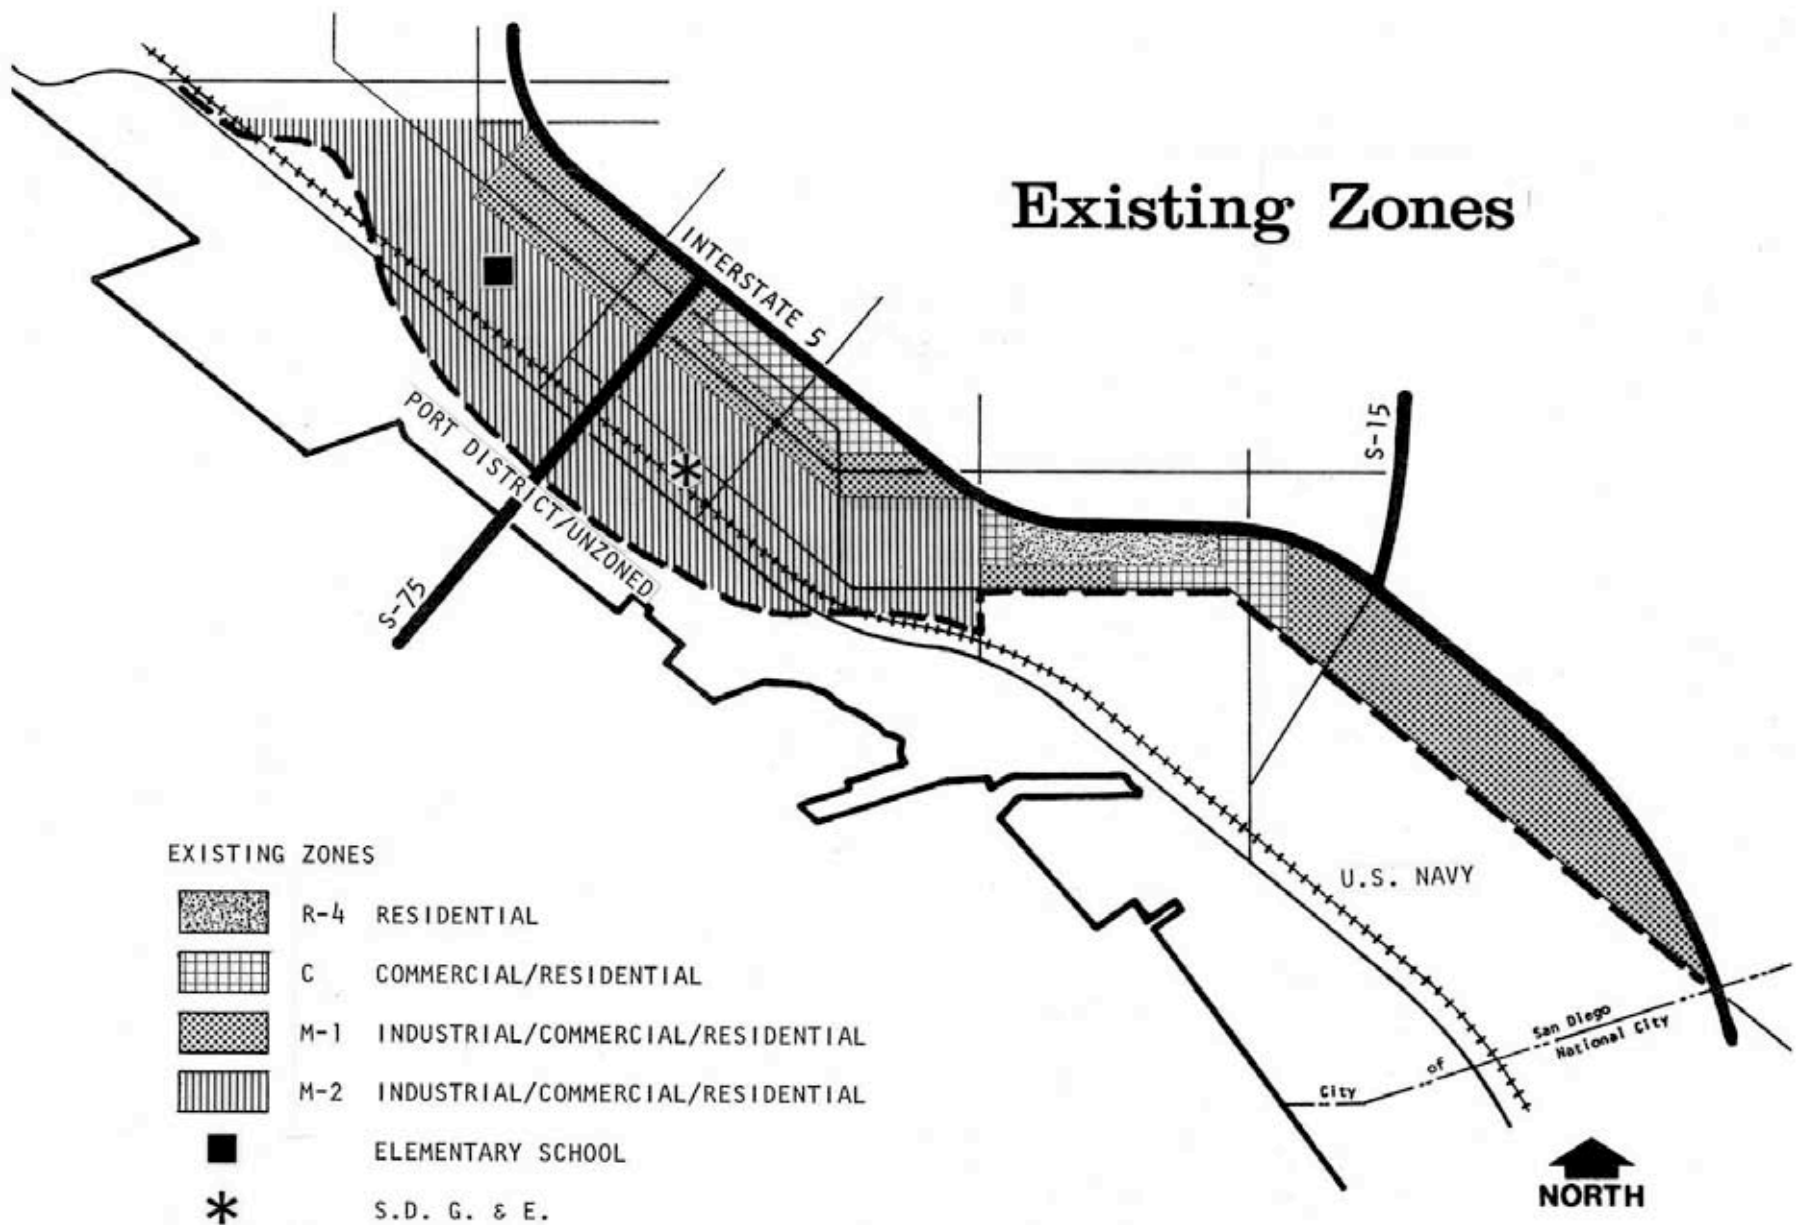 Existing Zones
INTERSTATE 5
S-15
PORT DISTRICT/UNZONED
S-75
U.S. NAVY
San Diego
National City
City of
EXISTING ZONES
R-4 RESIDENTIAL
C COMMERCIAL/RESIDENTIAL
M-1 INDUSTRIAL/COMMERCIAL/RESIDENTIAL
M-2 INDUSTRIAL/COMMERCIAL/RESIDENTIAL
ELEMENTARY SCHOOL
S.D. G. & E.
NORTH